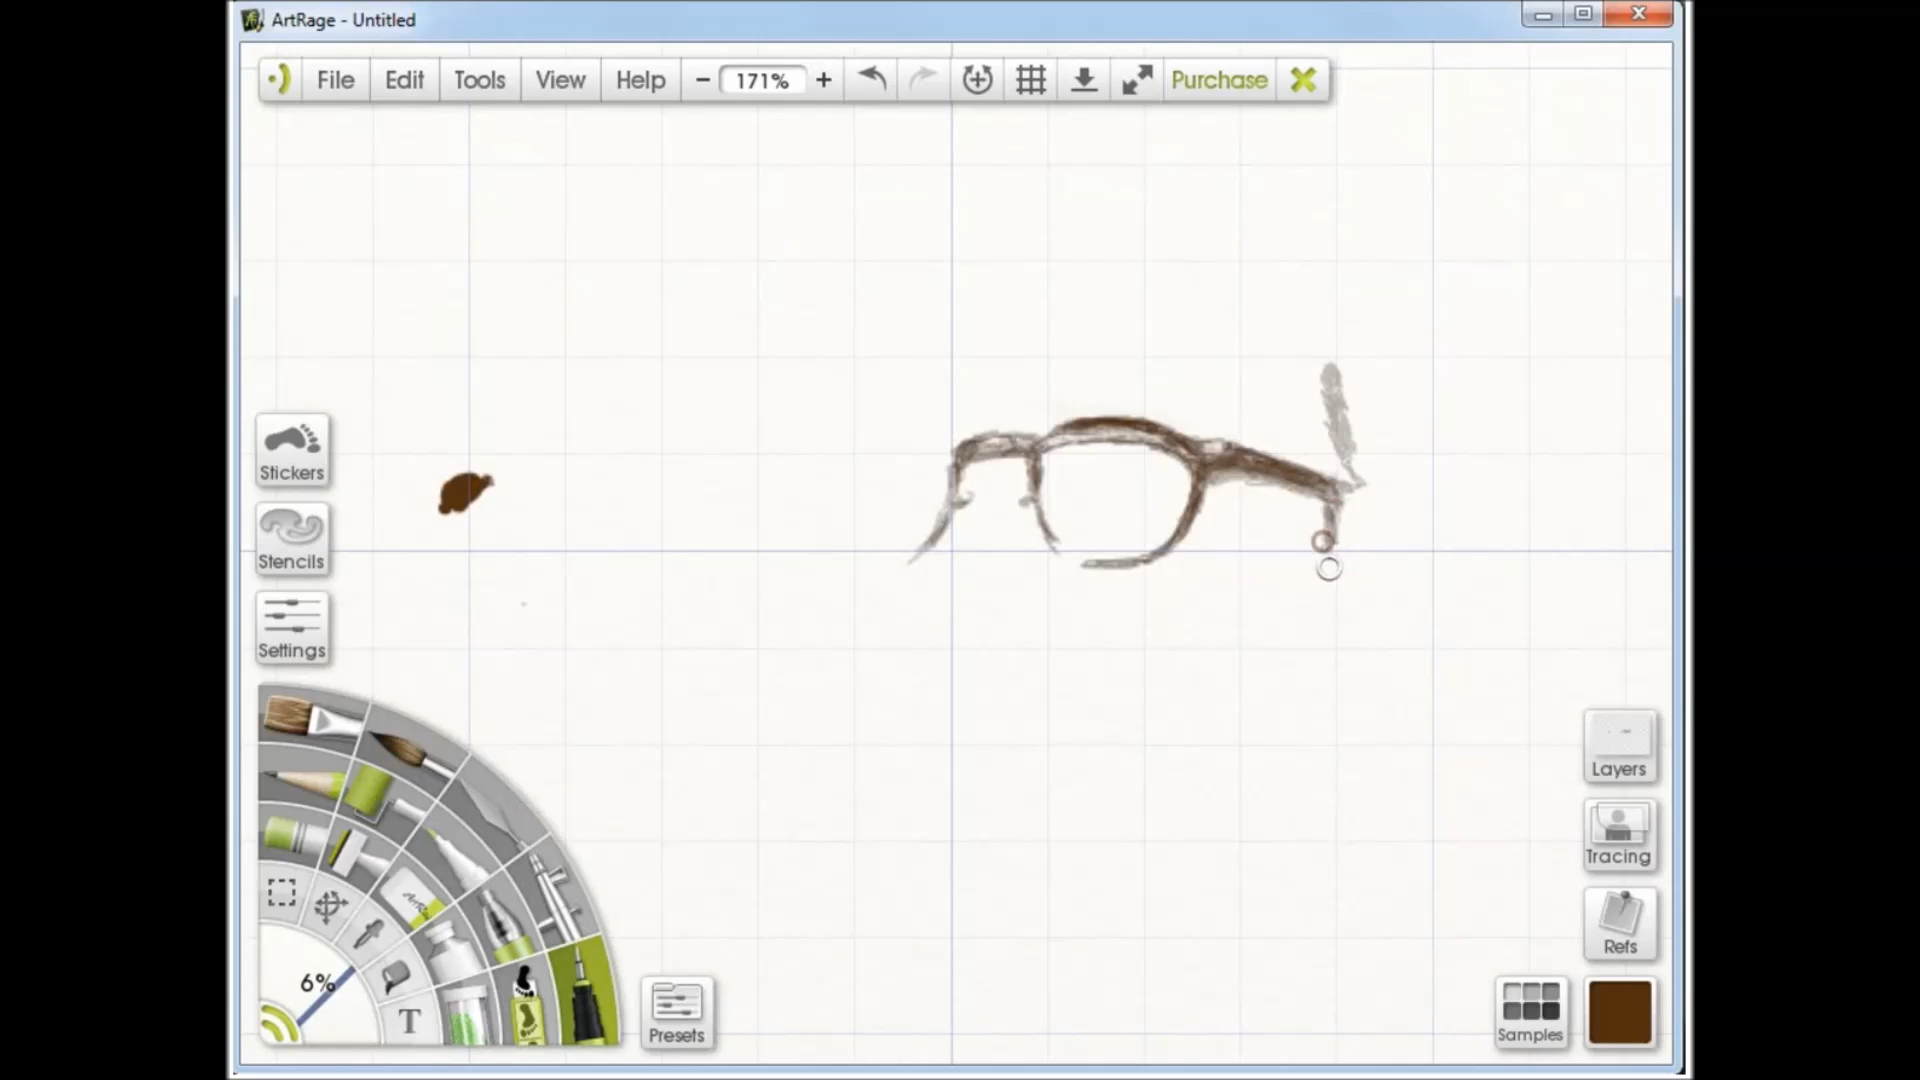 ArtRage - Untitled
File Edit Tools View Help 171% Purchase
Stickers
Stencils
Settings
Layers
Tracing
Refs
6%
T
Presets
Samples